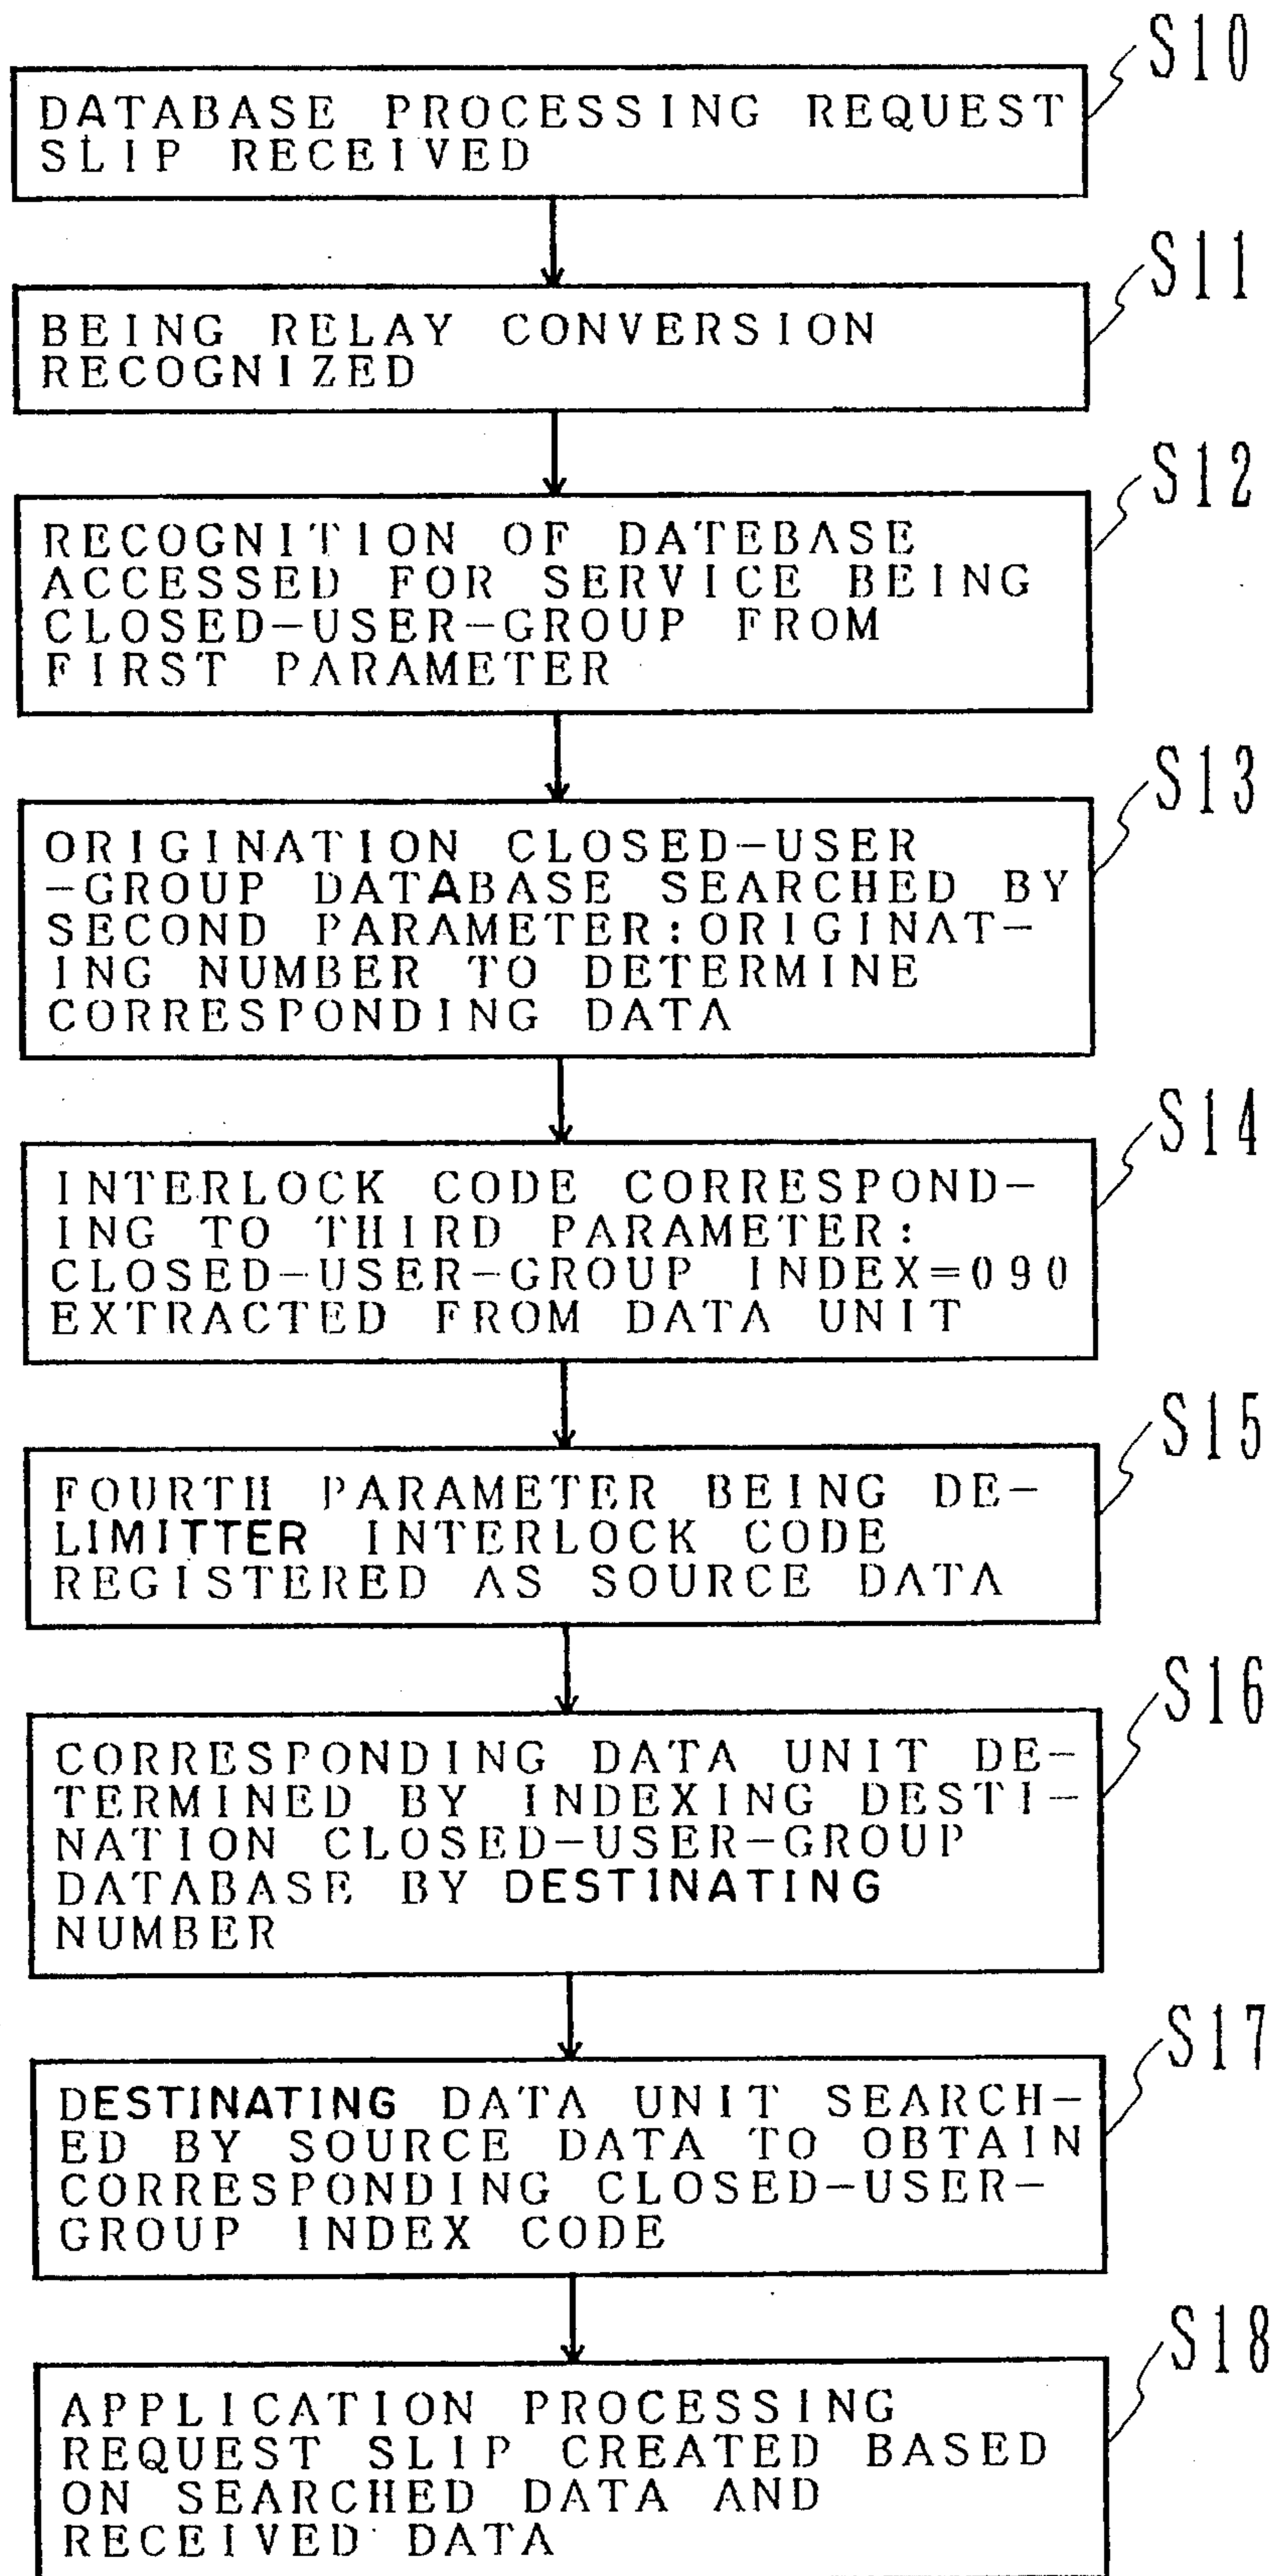 S10
DATABASE PROCESSING REQUEST
SLIP RECEIVED
S11
BEING RELAY CONVERSION
RECOGNIZED
S12
RECOGNITION OF DATEBASE
ACCESSED FOR SERVICE BEING
CLOSED-USER-GROUP FROM
FIRST PARAMETER
S13
ORIGINATION CLOSED-USER
-GROUP DATABASE SEARCHED BY
SECOND PARAMETER:ORIGINAT-
ING NUMBER TO DETERMINE
CORRESPONDING DATA
S14
INTERLOCK CODE CORRESPOND-
ING TO THIRD PARAMETER:
CLOSED-USER-GROUP INDEX=090
EXTRACTED FROM DATA UNIT
S15
FOURTH PARAMETER BEING DE-
LIMITTER INTERLOCK CODE
REGISTERED AS SOURCE DATA
S16
CORRESPONDING DATA UNIT DE-
TERMINED BY INDEXING DESTI-
NATION CLOSED-USER-GROUP
DATABASE BY DESTINATING
NUMBER
S17
DESTINATING DATA UNIT SEARCH-
ED BY SOURCE DATA TO OBTAIN
CORRESPONDING CLOSED-USER-
GROUP INDEX CODE
S18
APPLICATION PROCESSING
REQUEST SLIP CREATED BASED
ON SEARCHED DATA AND
RECEIVED DATA